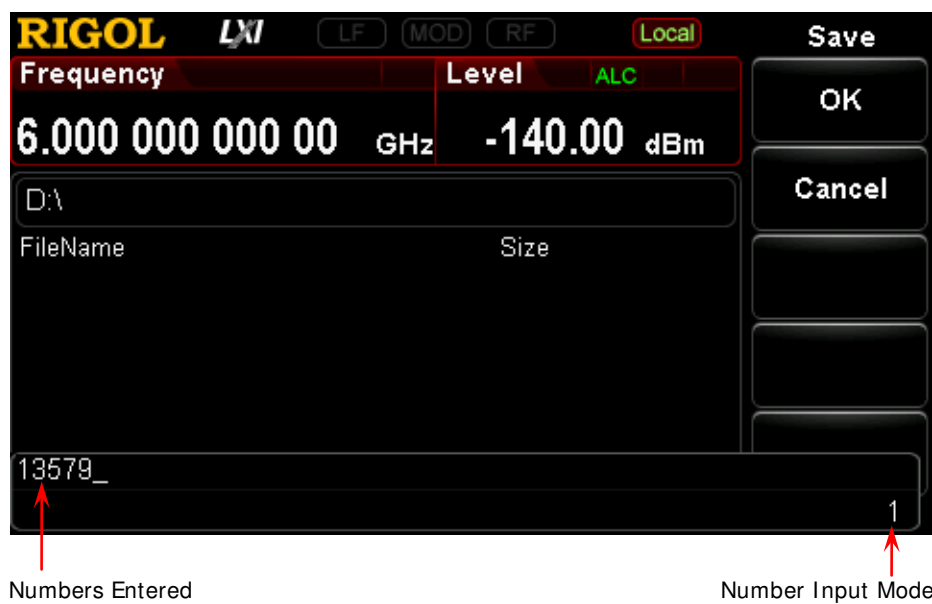 RIGOL LXI LF MOD RF Local Save
Frequency Level ALC
OK
6.000 000 000 00 GHz -140.00 dBm
Cancel
D:\
FileName Size
13579_
1
Numbers Entered Number Input Mode